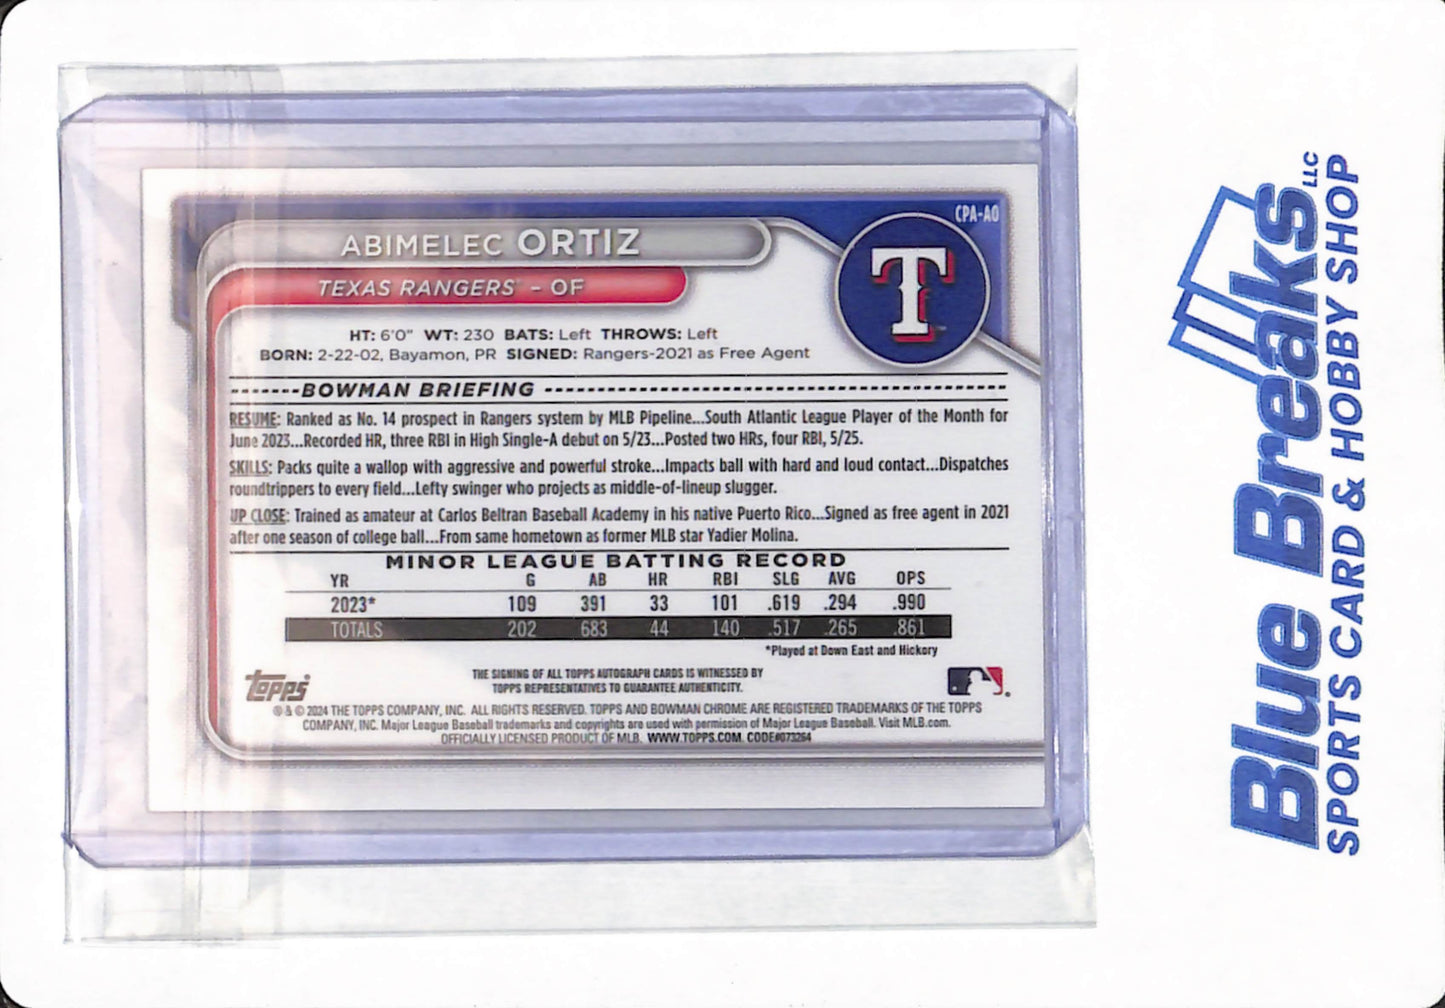 CPA-AO
ABIMELEC ORTIZ
TEXAS RANGERS - OF
T
HT: 6'0" WT: 230 BATS: Left THROWS: Left
BORN: 2-22-02, Bayamon, PR SIGNED: Rangers-2021 as Free Agent
BOWMAN BRIEFING
RESUME: Ranked as No. 14 prospect in Rangers system by MLB Pipeline...South Atlantic League Player of the Month for
June 2023...Recorded HR, three RBI in High Single-A debut on 5/23...Posted two HRs, four RBI, 5/25.
SKILLS: Packs quite a wallop with aggressive and powerful stroke...Impacts ball with hard and loud contact...Dispatches
roundtrippers to every field...Lefty swinger who projects as middle-of-lineup slugger.
UP CLOSE: Trained as amateur at Carlos Beltran Baseball Academy in his native Puerto Rico...Signed as free agent in 2021
after one season of college ball...From same hometown as former MLB star Yadier Molina.
MINOR LEAGUE BATTING RECORD
YR G AB HR RBI SLG AVG OPS
2023* 109 391 33 101 .619 .294 .990
TOTALS 202 683 44 140 .517 .265 .861
*Played at Down East and Hickory
topps
THE SIGNING OF ALL TOPPS AUTOGRAPH CARDS IS WITNESSED BY
TOPPS REPRESENTATIVES TO GUARANTEE AUTHENTICITY.
® & © 2024 THE TOPPS COMPANY, INC. ALL RIGHTS RESERVED. TOPPS AND BOWMAN CHROME ARE REGISTERED TRADEMARKS OF THE TOPPS
COMPANY, INC. Major League Baseball trademarks and copyrights are used with permission of Major League Baseball. Visit MLB.com.
OFFICIALLY LICENSED PRODUCT OF MLB. WWW.TOPPS.COM. CODE#073264
Blue Breaks LLC
SPORTS CARD & HOBBY SHOP